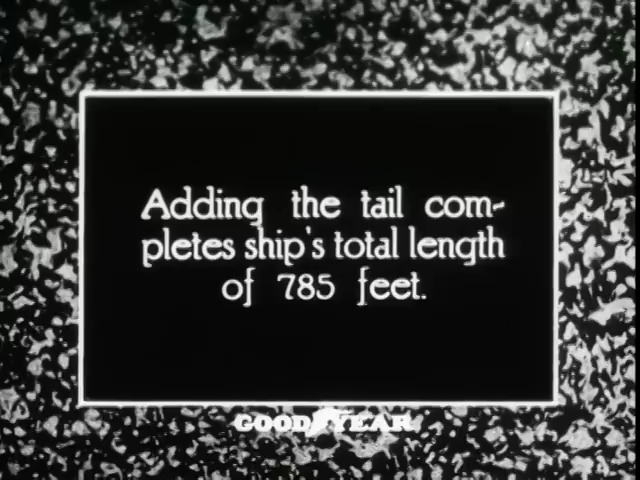 Adding the tail com-
pletes ship's total length
of 785 feet.
GOODYEAR